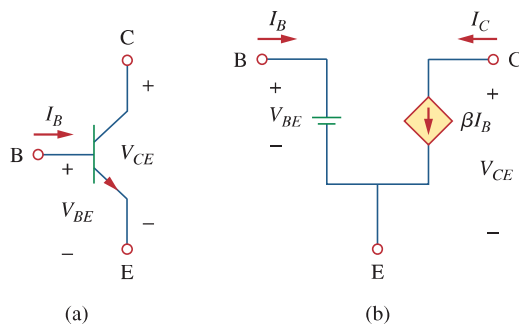 C
+
I_B
B
+
V_CE
V_BE
−
−
E
(a)
I_B
I_C
B
C
+
+
V_BE
βI_B
−
V_CE
−
E
(b)